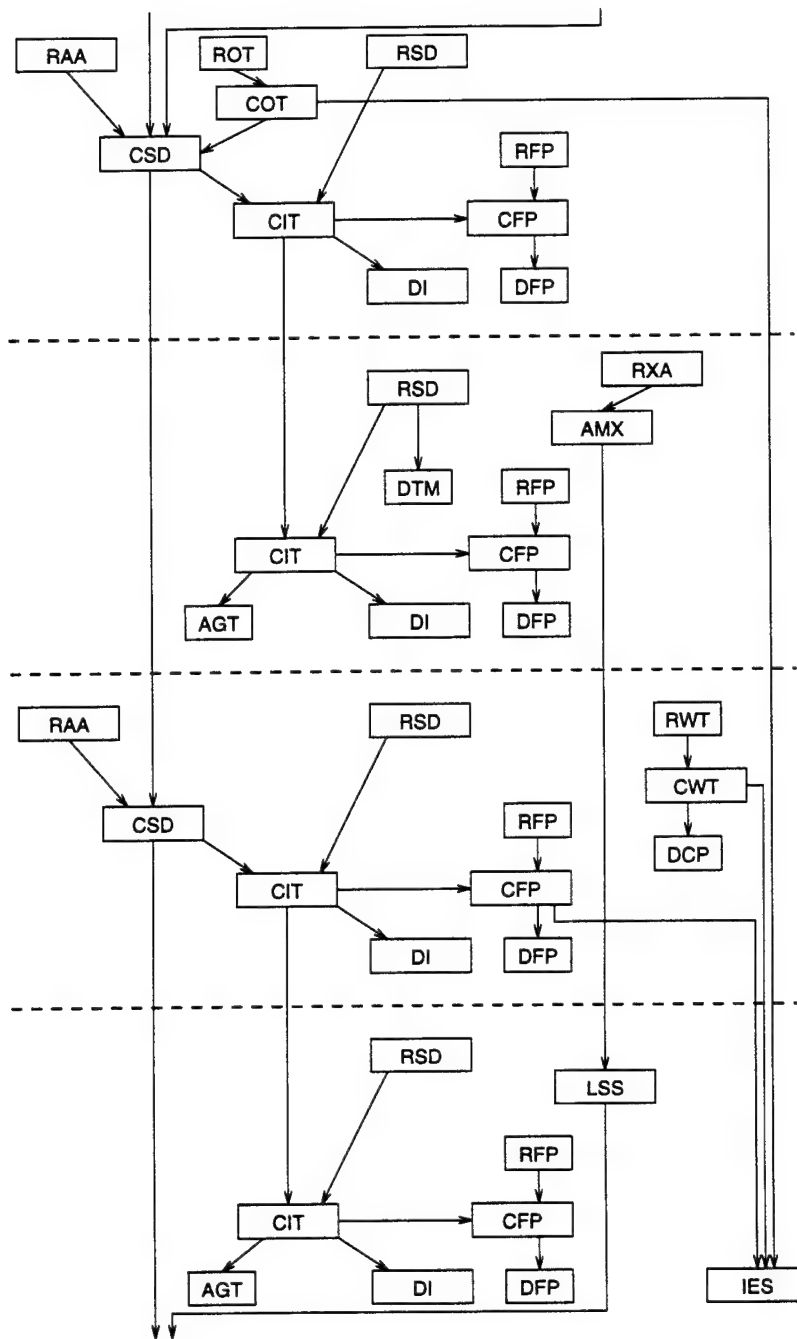 RAA
ROT
RSD
COT
CSD
RFP
CIT
CFP
DI
DFP
RSD
RXA
AMX
DTM
RFP
CIT
CFP
AGT
DI
DFP
RAA
RSD
RWT
CWT
CSD
RFP
DCP
CIT
CFP
DI
DFP
RSD
LSS
RFP
CIT
CFP
AGT
DI
DFP
IES